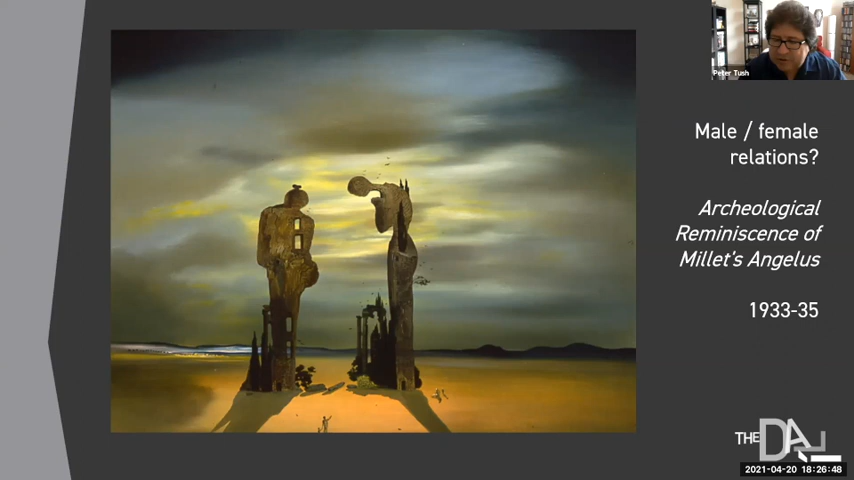 Peter Tush
Male / female
relations?
Archeological
Reminiscence of
Millet's Angelus
1933-35
THE DALÍ
2021-04-20 18:26:48